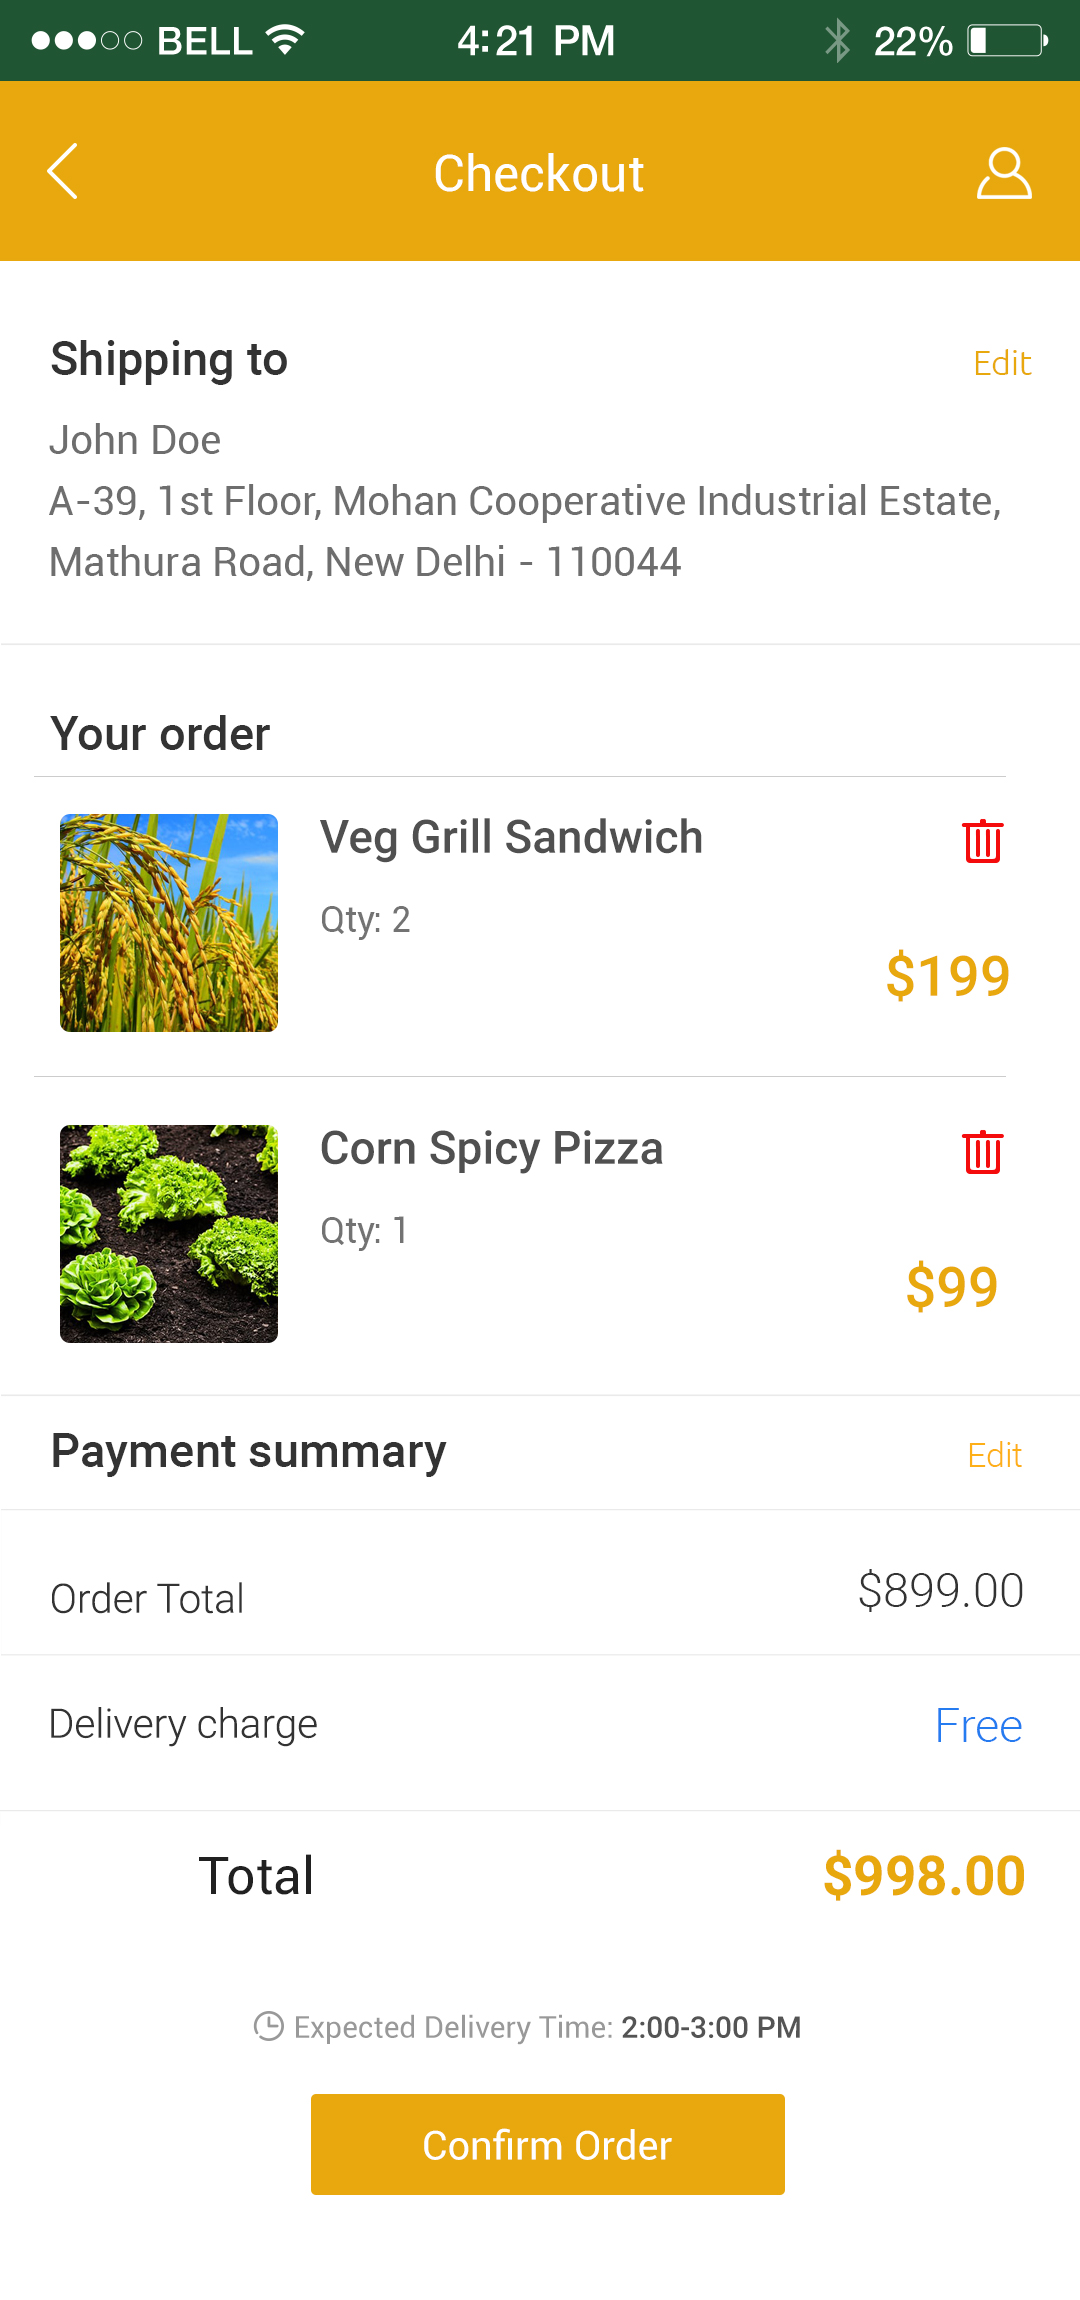 BELL 4:21 PM 22%
Checkout
Shipping to Edit
John Doe
A-39, 1st Floor, Mohan Cooperative Industrial Estate,
Mathura Road, New Delhi - 110044
Your order
Veg Grill Sandwich
Qty: 2
$199
Corn Spicy Pizza
Qty: 1
$99
Payment summary Edit
Order Total $899.00
Delivery charge Free
Total $998.00
Expected Delivery Time: 2:00-3:00 PM
Confirm Order